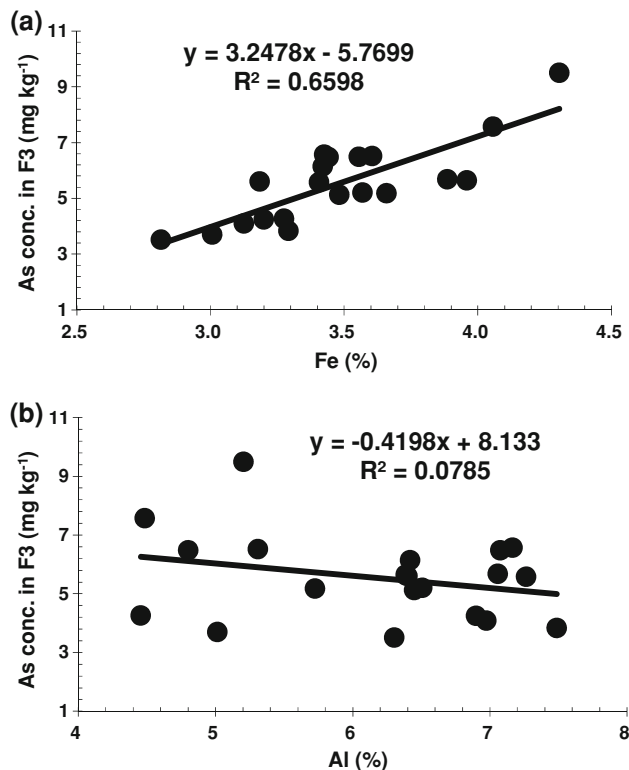 (a)
y = 3.2478x - 5.7699
R² = 0.6598
As conc. in F3 (mg kg⁻¹)
11
9
7
5
3
1
2.5 3.0 3.5 4.0 4.5
Fe (%)
(b)
y = -0.4198x + 8.133
R² = 0.0785
As conc. in F3 (mg kg⁻¹)
11
9
7
5
3
1
4 5 6 7 8
Al (%)